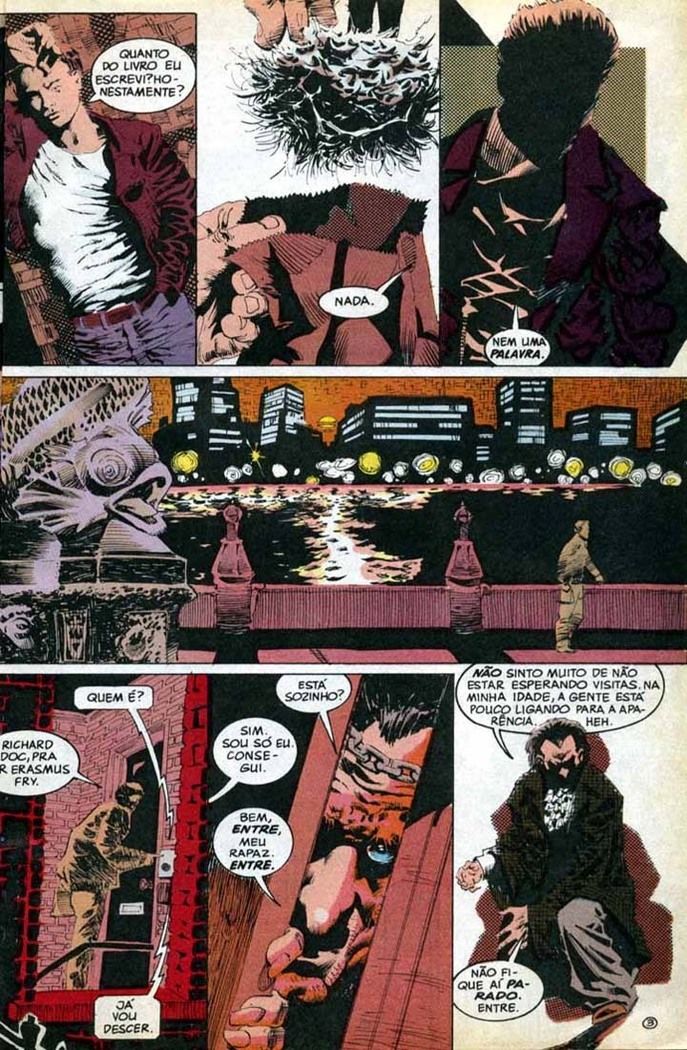 QUANTO
DO LIVRO EU
ESCREVI? HO-
NESTAMENTE?
NADA.
NEM UMA
PALAVRA.
QUEM É?
RICHARD
DOC, PRA
R ERASMUS
FRY.
JÁ
VOU
DESCER.
ESTÁ
SOZINHO?
SIM.
SOU SÓ EU.
CONSE-
GUI.
BEM,
ENTRE,
MEU
RAPAZ.
ENTRE.
NÃO SINTO MUITO DE NÃO
ESTAR ESPERANDO VISITAS. NA
MINHA IDADE, A GENTE ESTÁ
POUCO LIGANDO PARA A APA-
RÊNCIA. HEH.
NÃO FI-
QUE AÍ PA-
RADO.
ENTRE.
3